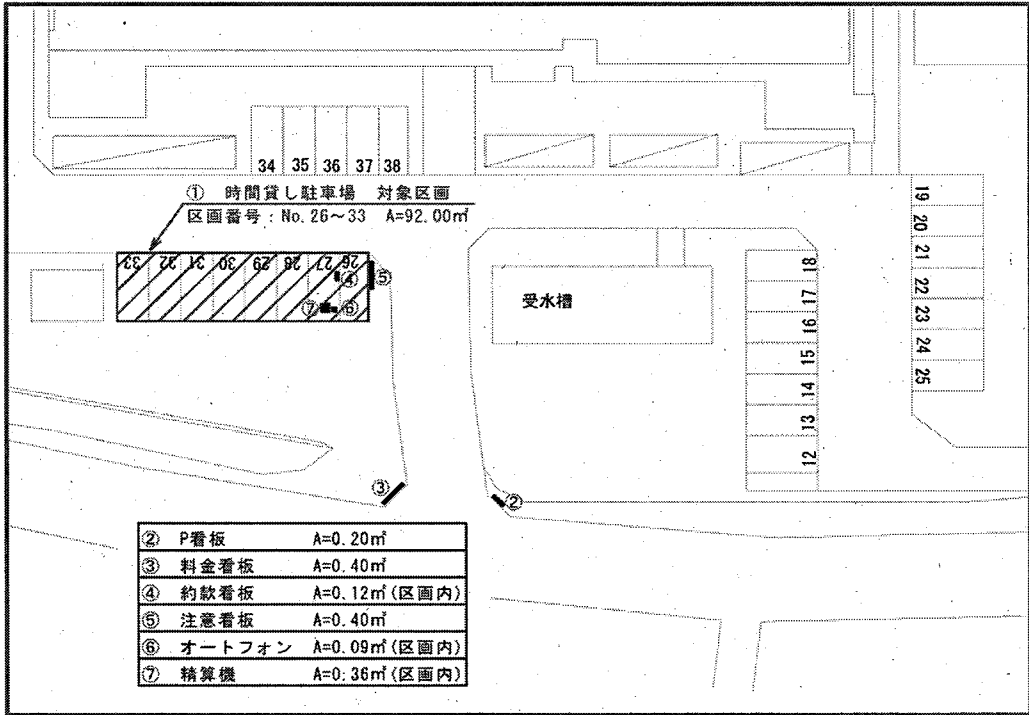 34 35 36 37 38
① 時間貸し駐車場 対象区画
区画番号：No.26～33 A=92.00㎡
33 32 31 30 29 28 27 26
④
⑤
⑦ ⑥
受水槽
18
17
16
15
14
13
12
19
20
21
22
23
24
25
③
②
② P看板 A=0.20㎡
③ 料金看板 A=0.40㎡
④ 約款看板 A=0.12㎡(区画内)
⑤ 注意看板 A=0.40㎡
⑥ オートフォン A=0.09㎡(区画内)
⑦ 精算機 A=0.36㎡(区画内)